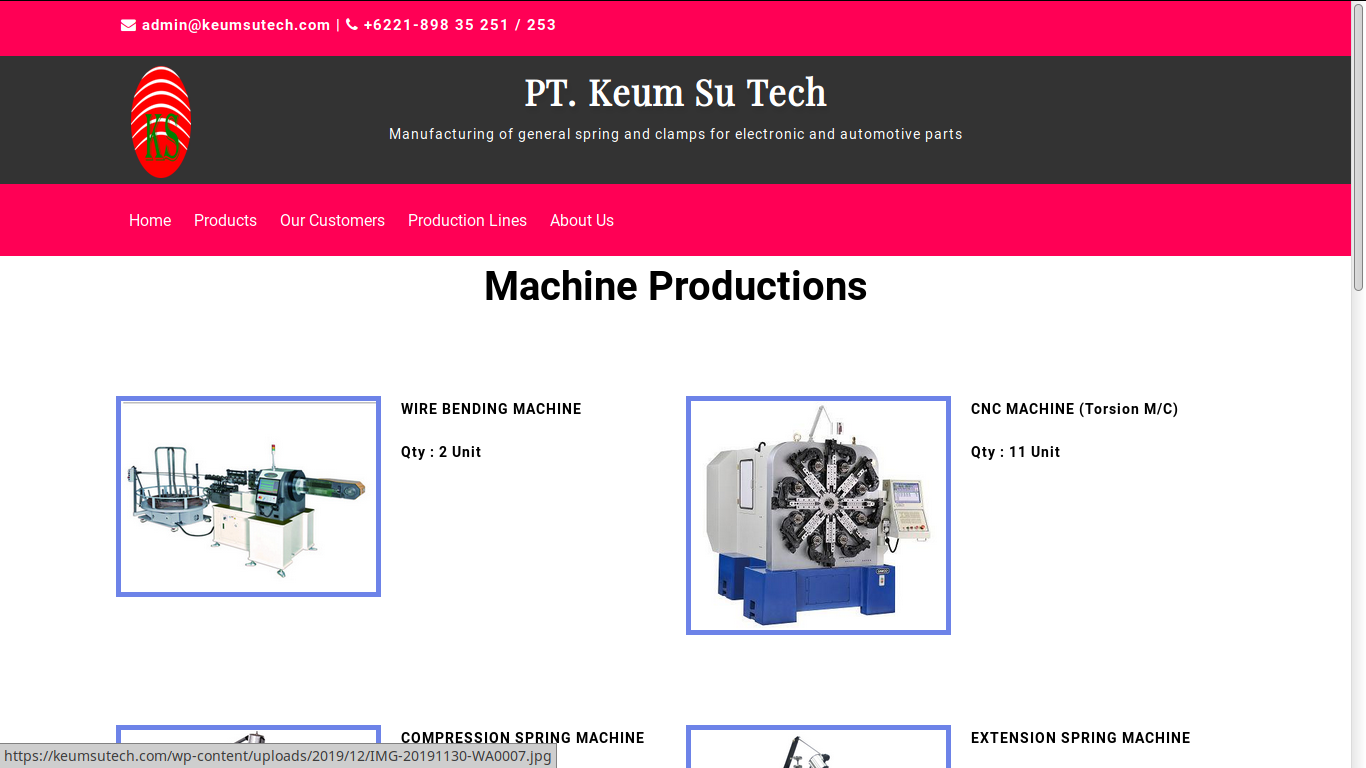 admin@keumsutech.com | +6221-898 35 251 / 253
KS
PT. Keum Su Tech
Manufacturing of general spring and clamps for electronic and automotive parts
Home Products Our Customers Production Lines About Us
Machine Productions
WIRE BENDING MACHINE
Qty : 2 Unit
CNC MACHINE (Torsion M/C)
Qty : 11 Unit
COMPRESSION SPRING MACHINE
EXTENSION SPRING MACHINE
https://keumsutech.com/wp-content/uploads/2019/12/IMG-20191130-WA0007.jpg